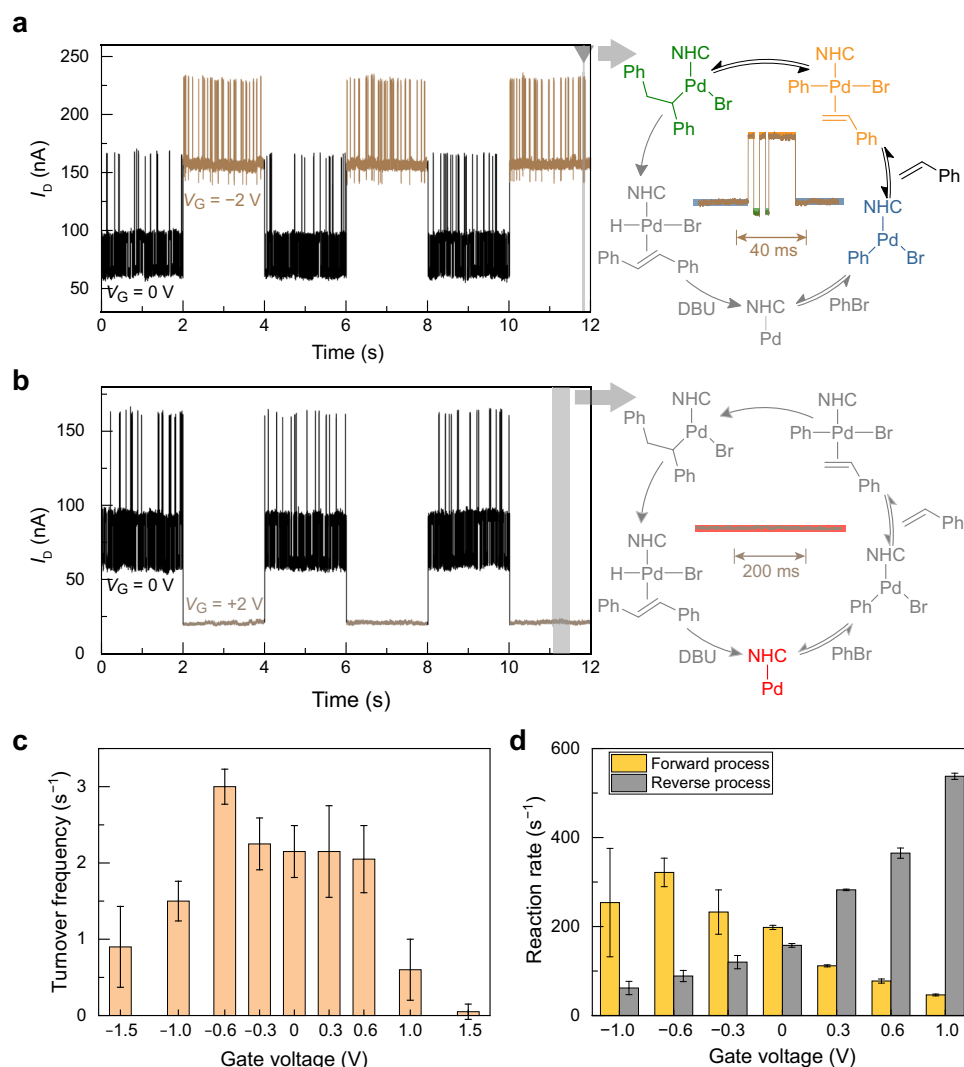 a
250
200
150
100
50
I_D (nA)
V_G = −2 V
V_G = 0 V
0 2 4 6 8 10 12
Time (s)
NHC
Ph
Pd
Br
Ph
NHC
Ph Pd Br
Ph
Ph
NHC
H Pd Br
Ph
Ph
40 ms
NHC
Pd
Ph Br
DBU
NHC
Pd
PhBr
b
150
100
50
0
I_D (nA)
V_G = 0 V
V_G = +2 V
0 2 4 6 8 10 12
Time (s)
NHC
Ph
Pd
Br
Ph
NHC
Ph Pd Br
Ph
Ph
NHC
H Pd Br
Ph
Ph
200 ms
NHC
Pd
Ph Br
DBU
NHC
Pd
PhBr
c
3
2
1
0
Turnover frequency (s⁻¹)
−1.5 −1.0 −0.6 −0.3 0 0.3 0.6 1.0 1.5
Gate voltage (V)
d
600
400
200
0
Reaction rate (s⁻¹)
Forward process
Reverse process
−1.0 −0.6 −0.3 0 0.3 0.6 1.0
Gate voltage (V)